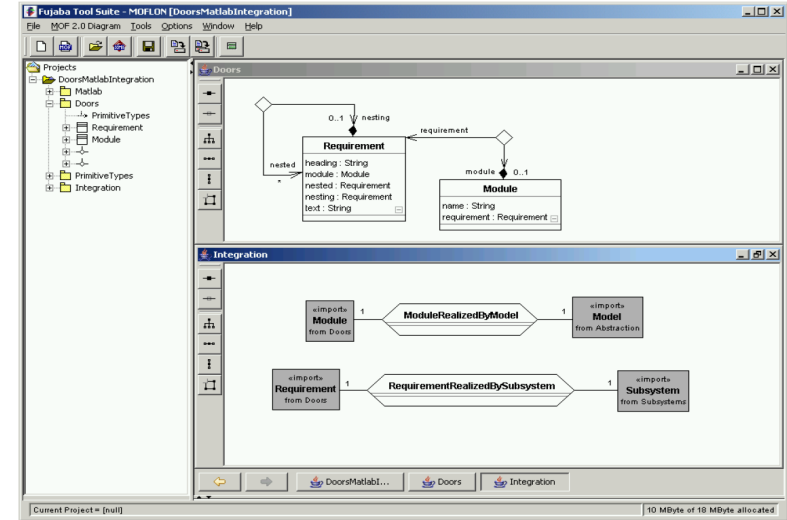 Fujaba Tool Suite - MOFLON [DoorsMatlabIntegration]
File MOF 2.0 Diagram Tools Options Window Help
Projects
DoorsMatlabIntegration
Matlab
Doors
PrimitiveTypes
Requirement
Module
PrimitiveTypes
Integration
Doors
0..1 nesting
requirement
Requirement
nested
*
heading : String
module : Module
nested : Requirement
nesting : Requirement
text : String
module 0..1
Module
name : String
requirement : Requirement
Integration
«import»
Module
from Doors
1
ModuleRealizedByModel
1
«import»
Model
from Abstraction
«import»
Requirement
from Doors
1
RequirementRealizedBySubsystem
1
«import»
Subsystem
from Subsystems
DoorsMatlabI... Doors Integration
Current Project = [null] 10 MByte of 18 MByte allocated